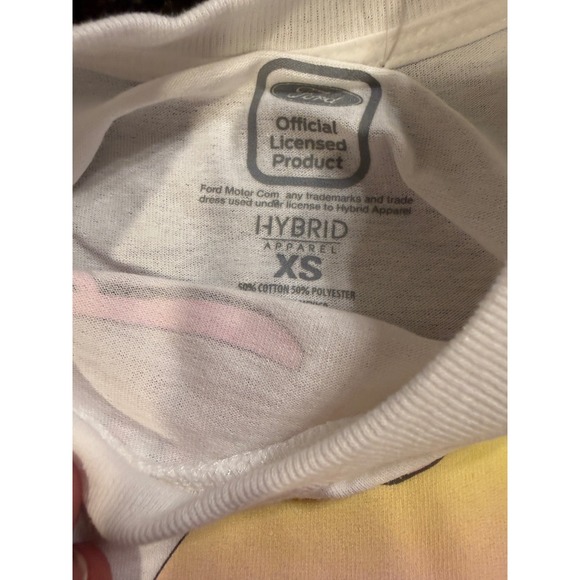 Ford
Official
Licensed
Product
Ford Motor Com any trademarks and trade
dress used under license to Hybrid Apparel
HYBRID
APPAREL
XS
50% COTTON 50% POLYESTER